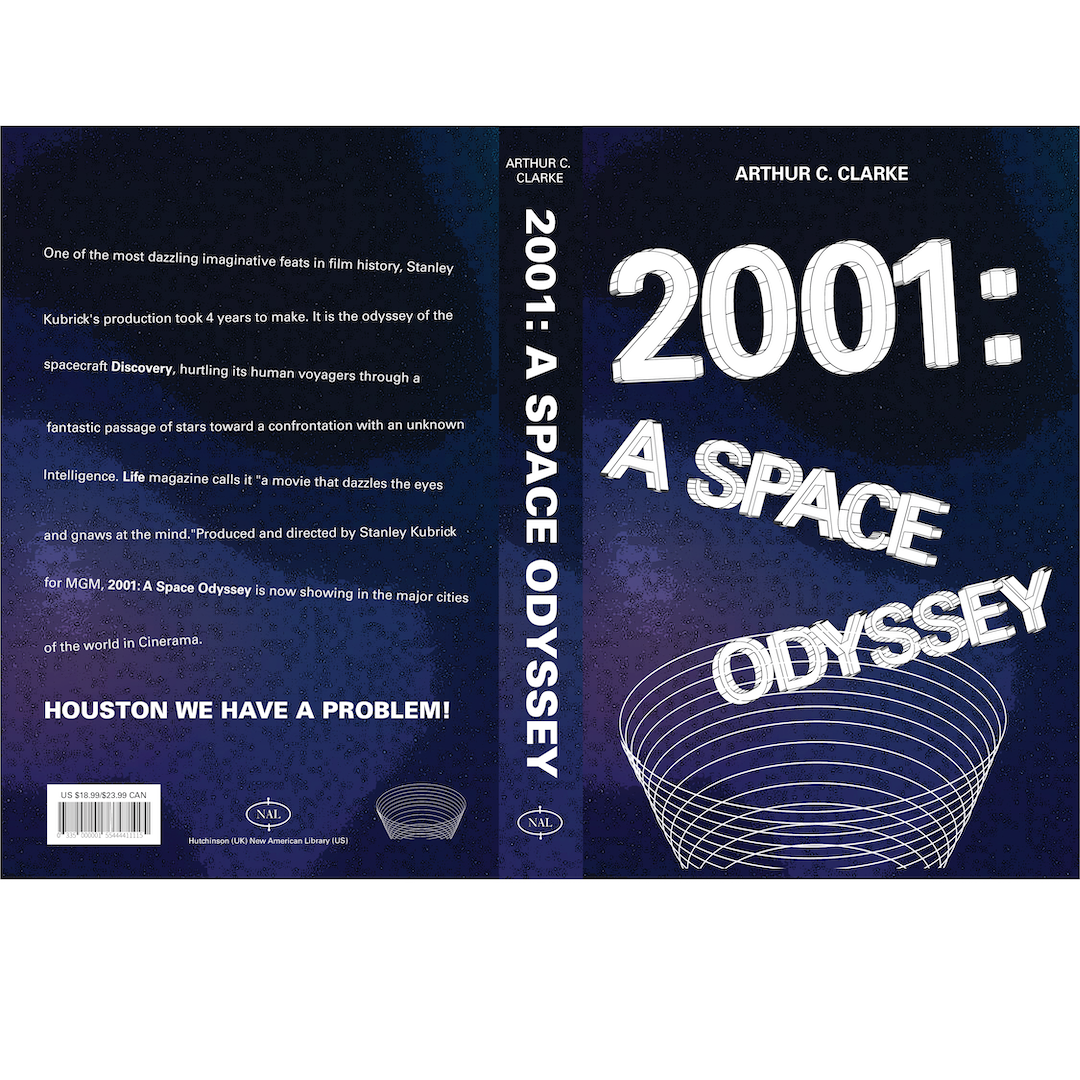 One of the most dazzling imaginative feats in film history, Stanley
Kubrick's production took 4 years to make. It is the odyssey of the
spacecraft Discovery, hurtling its human voyagers through a
fantastic passage of stars toward a confrontation with an unknown
Intelligence. Life magazine calls it "a movie that dazzles the eyes
and gnaws at the mind."Produced and directed by Stanley Kubrick
for MGM, 2001: A Space Odyssey is now showing in the major cities
of the world in Cinerama.
HOUSTON WE HAVE A PROBLEM!
US $18.99/$23.99 CAN
NAL
Hutchinson (UK) New American Library (US)
ARTHUR C.
CLARKE
2001: A SPACE ODYSSEY
NAL
ARTHUR C. CLARKE
2001:
A SPACE
ODYSSEY